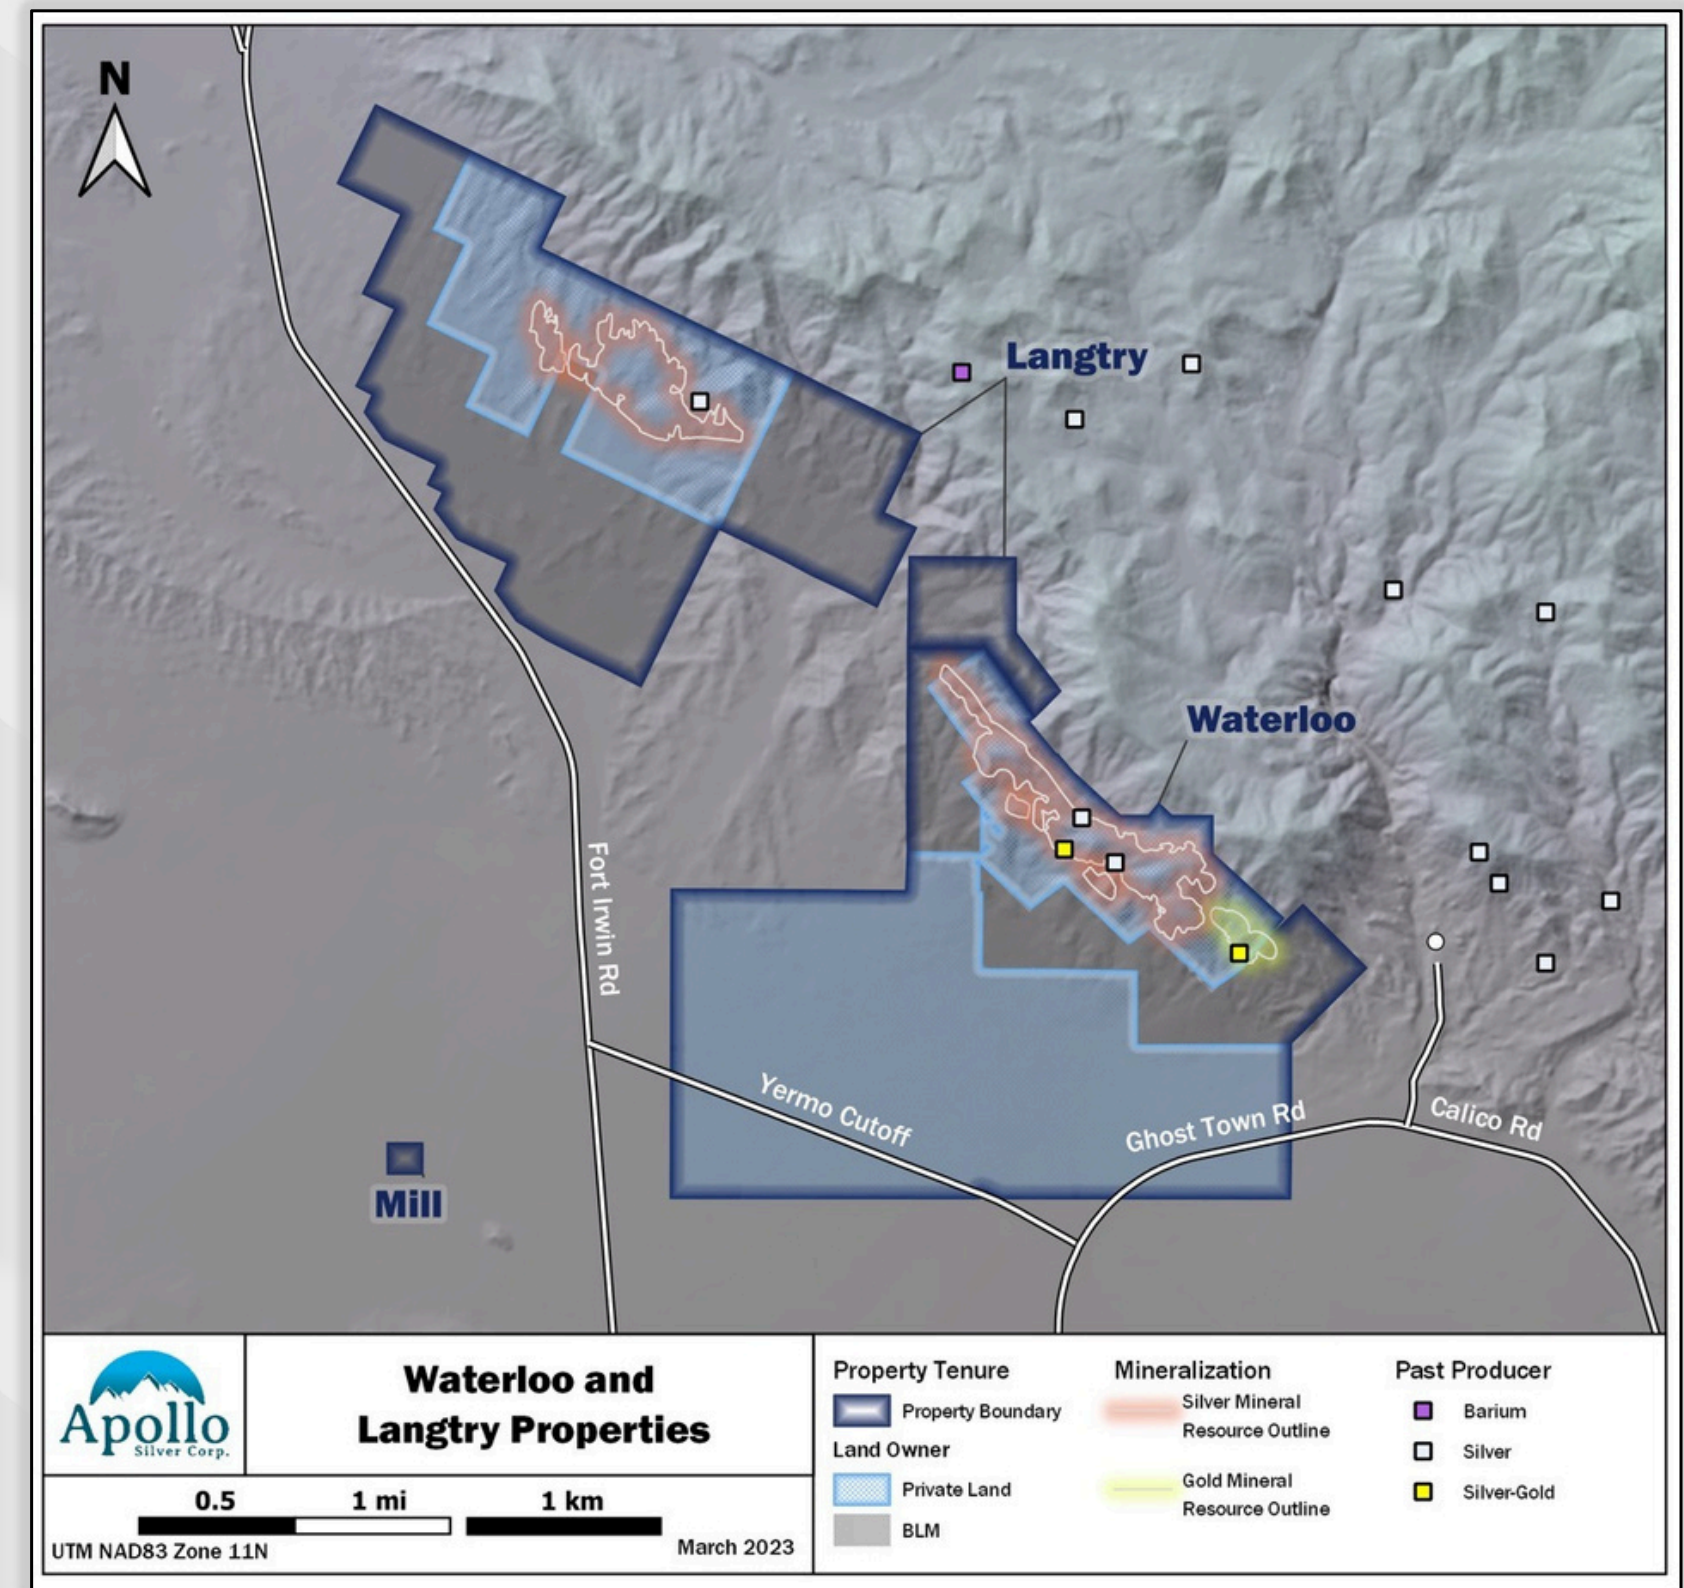 N
Langtry
Waterloo
Fort Irwin Rd
Yermo Cutoff
Ghost Town Rd
Calico Rd
Mill
Apollo
Silver Corp.
Waterloo and
Langtry Properties
0.5 1 mi 1 km
UTM NAD83 Zone 11N
March 2023
Property Tenure
Property Boundary
Land Owner
Private Land
BLM
Mineralization
Silver Mineral
Resource Outline
Gold Mineral
Resource Outline
Past Producer
Barium
Silver
Silver-Gold